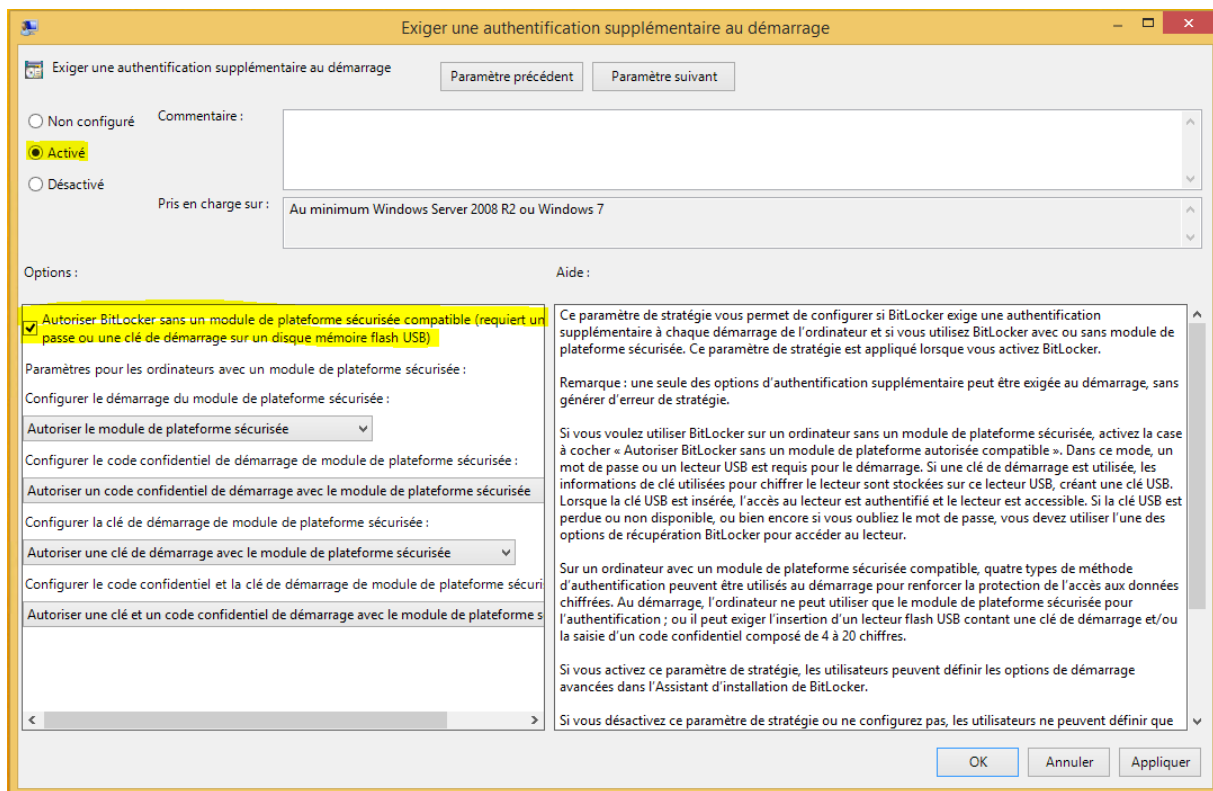 Exiger une authentification supplémentaire au démarrage
Exiger une authentification supplémentaire au démarrage
Paramètre précédent
Paramètre suivant
Non configuré
Commentaire :
Activé
Désactivé
Pris en charge sur :
Au minimum Windows Server 2008 R2 ou Windows 7
Options :
Aide :
Autoriser BitLocker sans un module de plateforme sécurisée compatible (requiert un
passe ou une clé de démarrage sur un disque mémoire flash USB)
Paramètres pour les ordinateurs avec un module de plateforme sécurisée :
Configurer le démarrage du module de plateforme sécurisée :
Autoriser le module de plateforme sécurisée
Configurer le code confidentiel de démarrage de module de plateforme sécurisée :
Autoriser un code confidentiel de démarrage avec le module de plateforme sécurisée
Configurer la clé de démarrage de module de plateforme sécurisée :
Autoriser une clé de démarrage avec le module de plateforme sécurisée
Configurer le code confidentiel et la clé de démarrage de module de plateforme sécuri
Autoriser une clé et un code confidentiel de démarrage avec le module de plateforme s
Ce paramètre de stratégie vous permet de configurer si BitLocker exige une authentification
supplémentaire à chaque démarrage de l'ordinateur et si vous utilisez BitLocker avec ou sans module de
plateforme sécurisée. Ce paramètre de stratégie est appliqué lorsque vous activez BitLocker.
Remarque : une seule des options d'authentification supplémentaire peut être exigée au démarrage, sans
générer d'erreur de stratégie.
Si vous voulez utiliser BitLocker sur un ordinateur sans un module de plateforme sécurisée, activez la case
à cocher « Autoriser BitLocker sans un module de plateforme autorisée compatible ». Dans ce mode, un
mot de passe ou un lecteur USB est requis pour le démarrage. Si une clé de démarrage est utilisée, les
informations de clé utilisées pour chiffrer le lecteur sont stockées sur ce lecteur USB, créant une clé USB.
Lorsque la clé USB est insérée, l'accès au lecteur est authentifié et le lecteur est accessible. Si la clé USB est
perdue ou non disponible, ou bien encore si vous oubliez le mot de passe, vous devez utiliser l'une des
options de récupération BitLocker pour accéder au lecteur.
Sur un ordinateur avec un module de plateforme sécurisée compatible, quatre types de méthode
d'authentification peuvent être utilisés au démarrage pour renforcer la protection de l'accès aux données
chiffrées. Au démarrage, l'ordinateur ne peut utiliser que le module de plateforme sécurisée pour
l'authentification ; ou il peut exiger l'insertion d'un lecteur flash USB contant une clé de démarrage et/ou
la saisie d'un code confidentiel composé de 4 à 20 chiffres.
Si vous activez ce paramètre de stratégie, les utilisateurs peuvent définir les options de démarrage
avancées dans l'Assistant d'installation de BitLocker.
Si vous désactivez ce paramètre de stratégie ou ne configurez pas, les utilisateurs ne peuvent définir que
OK
Annuler
Appliquer